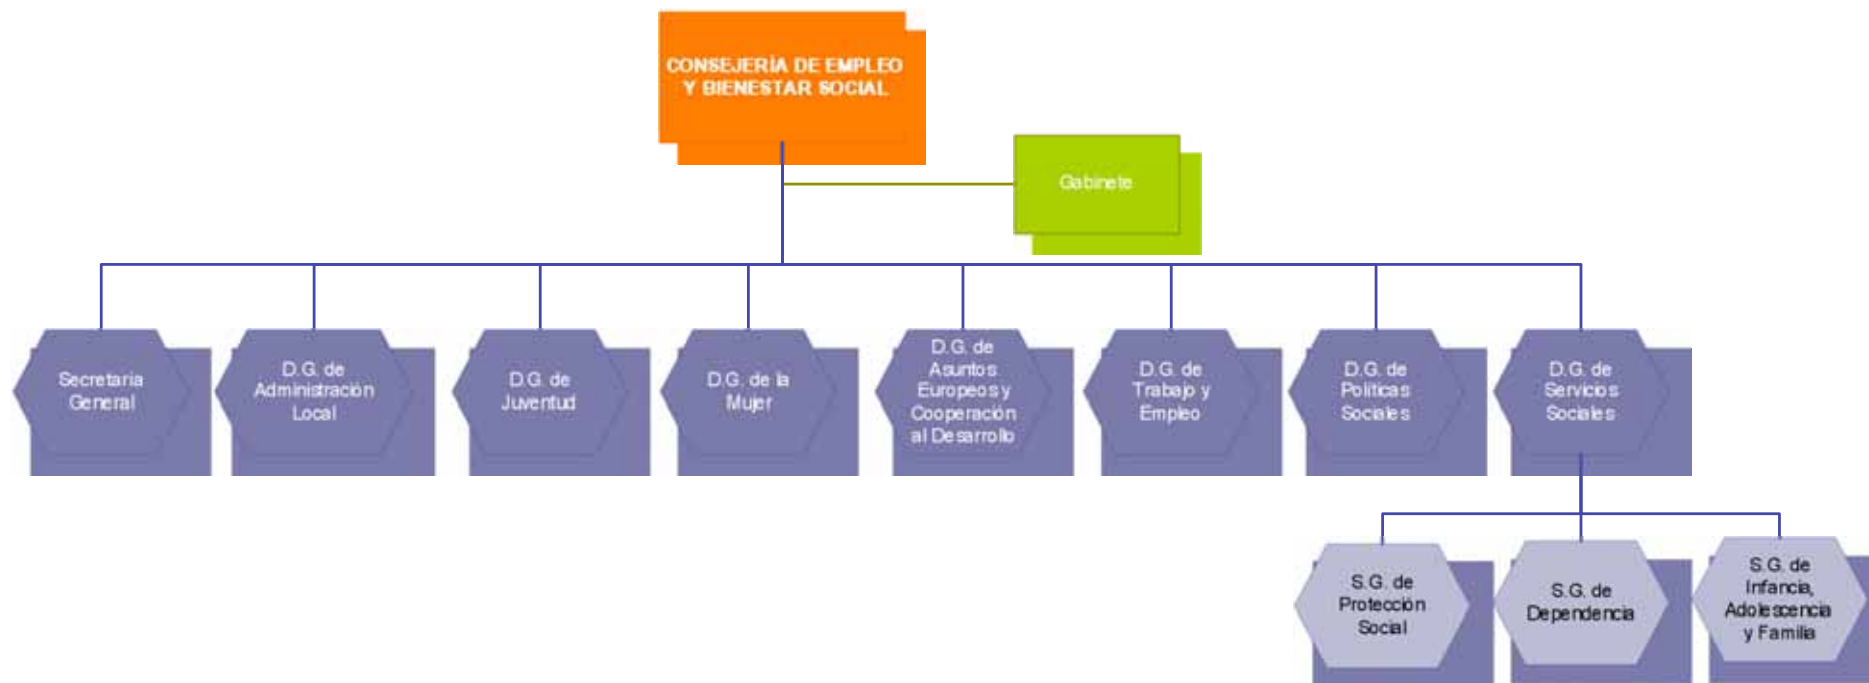 CONSEJERÍA DE EMPLEO
Y BIENESTAR SOCIAL
Gabinete
Secretaria
General
D.G. de
Administración
Local
D.G. de
Juventud
D.G. de la
Mujer
D.G. de
Asuntos
Europeos y
Cooperación
al Desarrollo
D.G. de
Trabajo y
Empleo
D.G. de
Políticas
Sociales
D.G. de
Servicios
Sociales
S.G. de
Protección
Social
S.G. de
Dependencia
S.G. de
Infancia,
Adolescencia
y Familia